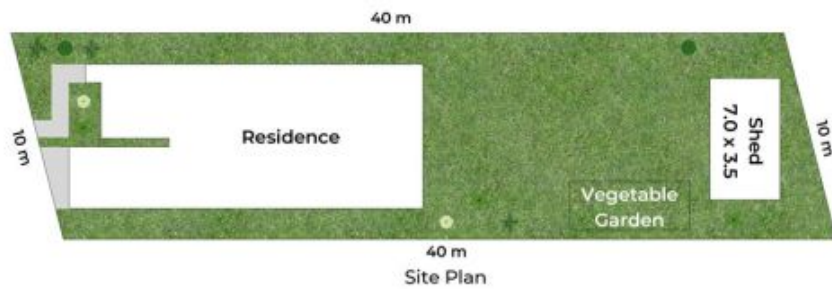 40 m
10 m
Residence
Shed
7.0 x 3.5
10 m
Vegetable
Garden
40 m
Site Plan